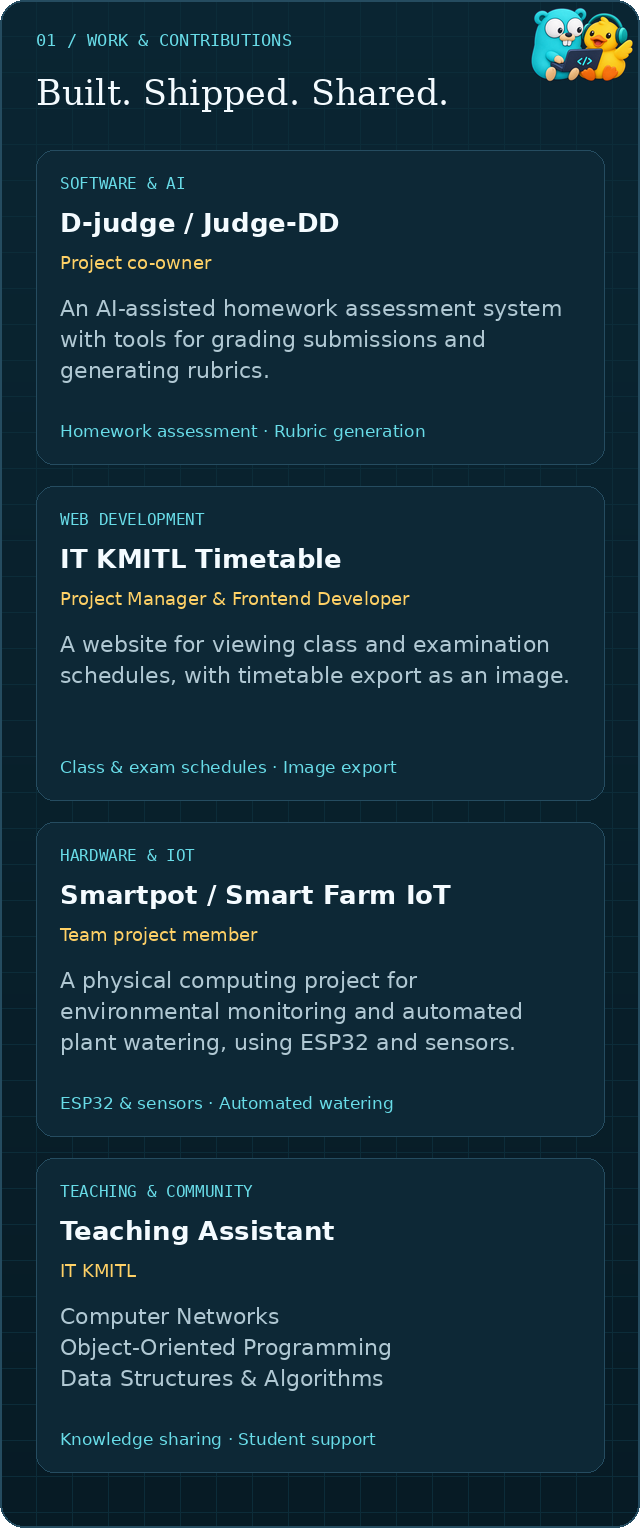 01 / WORK & CONTRIBUTIONS
Built. Shipped. Shared.
</>
SOFTWARE & AI
D-judge / Judge-DD
Project co-owner
An AI-assisted homework assessment system
with tools for grading submissions and
generating rubrics.
Homework assessment · Rubric generation
WEB DEVELOPMENT
IT KMITL Timetable
Project Manager & Frontend Developer
A website for viewing class and examination
schedules, with timetable export as an image.
Class & exam schedules · Image export
HARDWARE & IOT
Smartpot / Smart Farm IoT
Team project member
A physical computing project for
environmental monitoring and automated
plant watering, using ESP32 and sensors.
ESP32 & sensors · Automated watering
TEACHING & COMMUNITY
Teaching Assistant
IT KMITL
Computer Networks
Object-Oriented Programming
Data Structures & Algorithms
Knowledge sharing · Student support